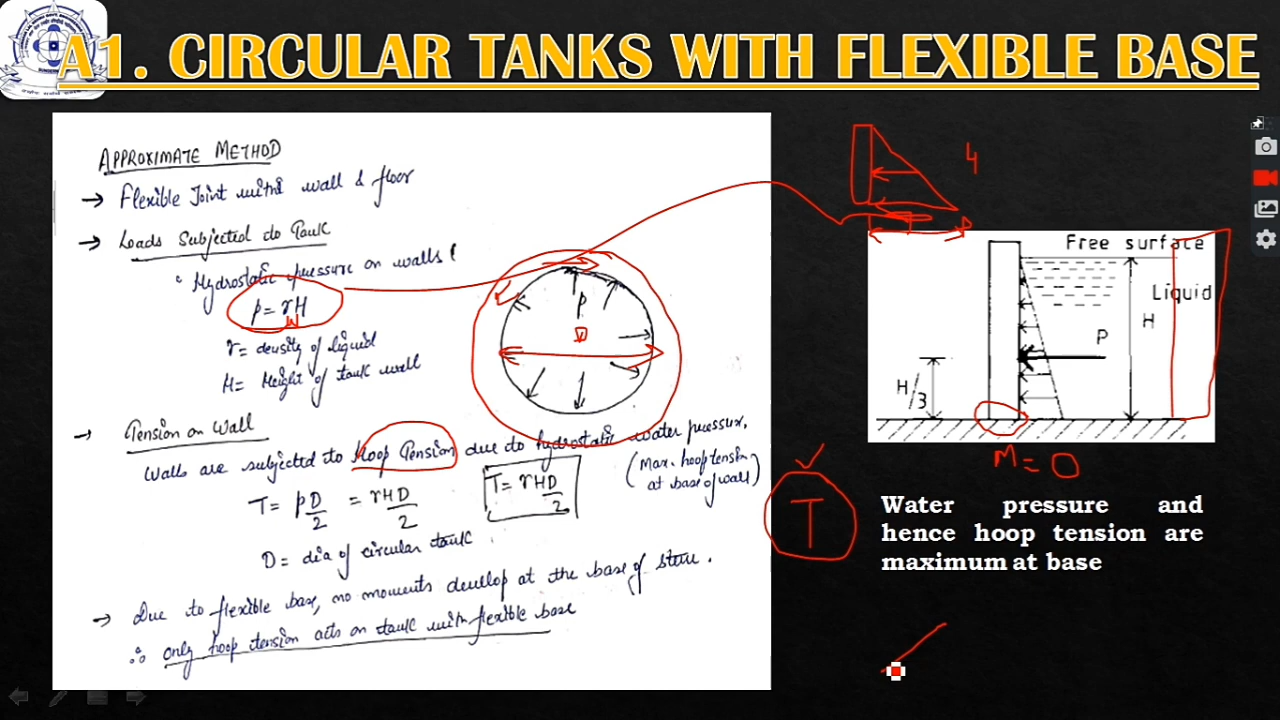 A1. CIRCULAR TANKS WITH FLEXIBLE BASE
APPROXIMATE METHOD
→ Flexible Joint with wall & floor
→ Loads Subjected to Tank
Hydrostatic pressure on walls (
p = γH
w
γ = density of liquid
H = Height of tank wall
p
D
→ Tension on Wall
Walls are subjected to Hoop Tension due to hydrostatic water pressure.
T = pD/2 = γHD/2
T = γHD/2
(Max. hoop tension
at base of wall)
D = dia of circular tank
→ Due to flexible base, no moments develop at the base of stem.
∴ only hoop tension acts on tank with flexible base
4
P
Free surface
Liquid
H
P
H/3
M = 0
T
Water pressure and
hence hoop tension are
maximum at base